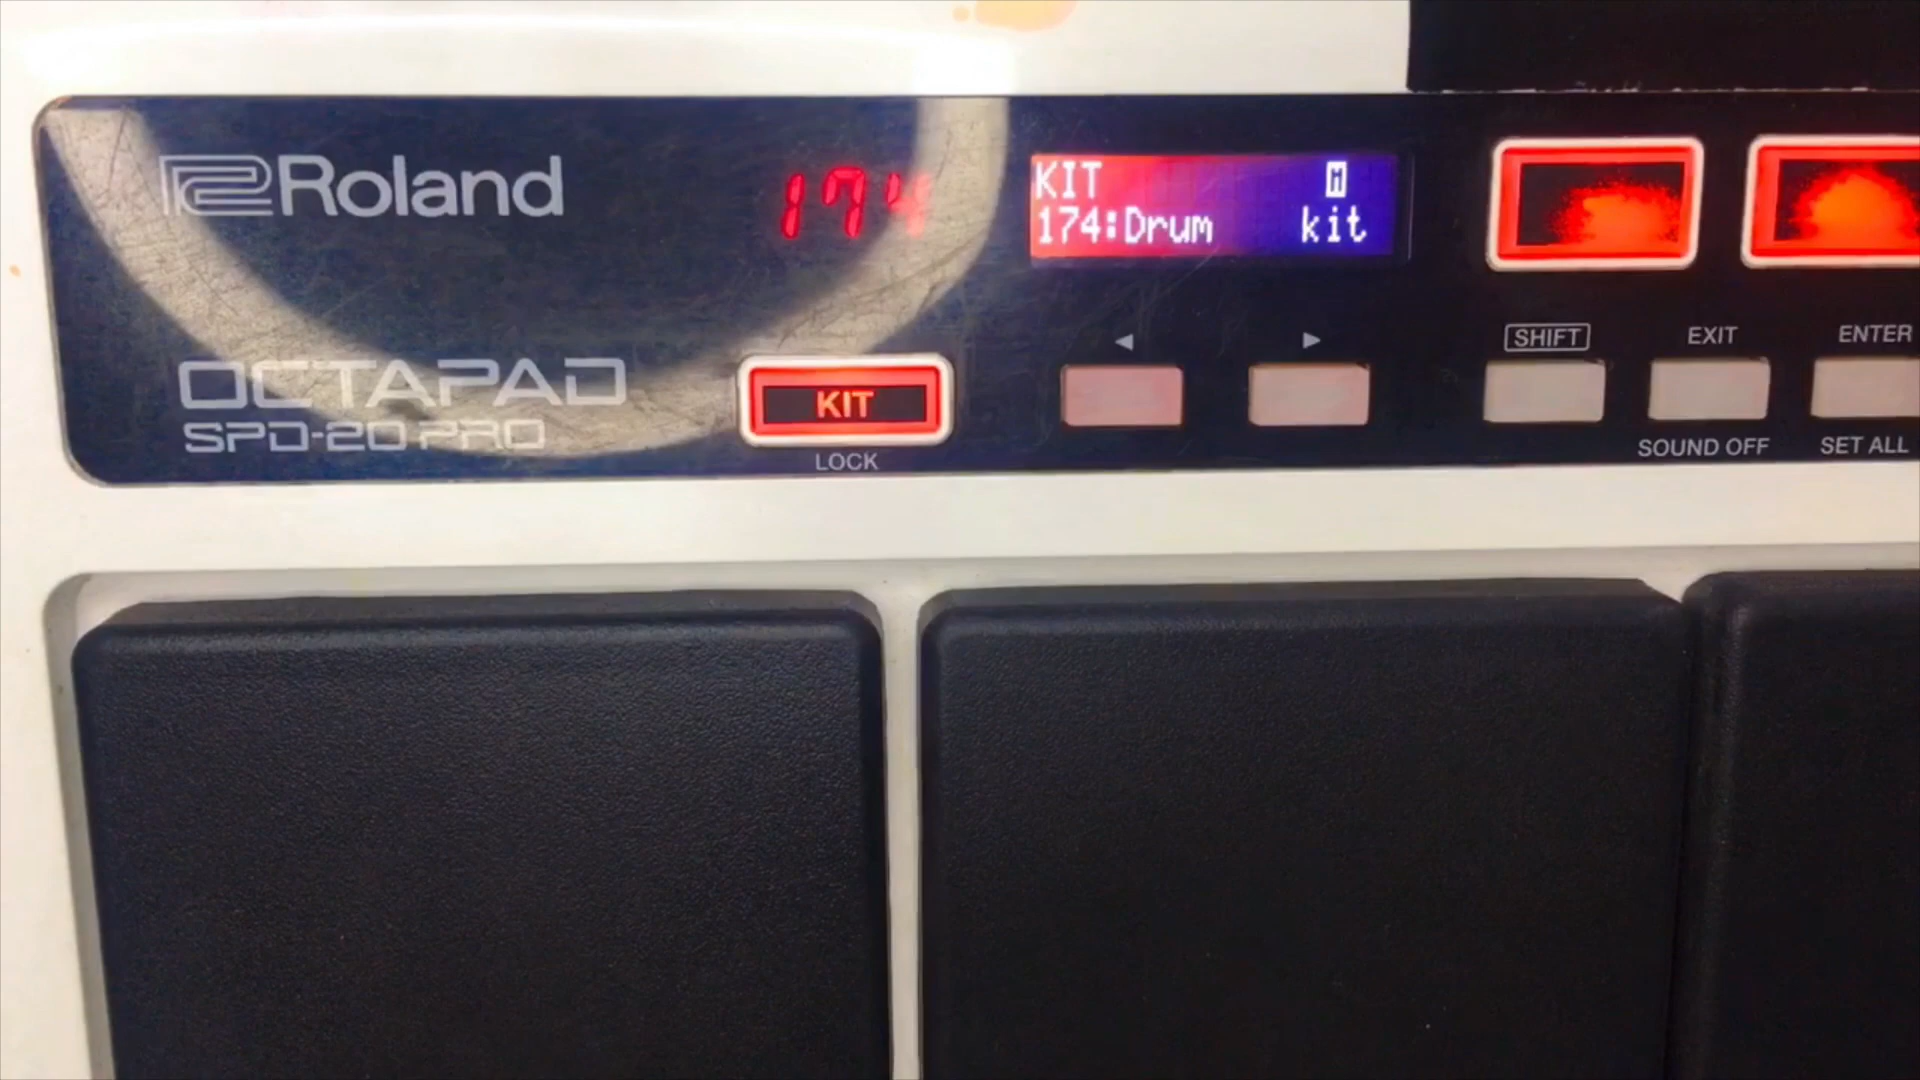 Roland
174
KIT M
174:Drum kit
OCTAPAD
SPD-20 PRO
KIT
LOCK
◀ ▶
SHIFT EXIT ENTER
SOUND OFF SET ALL